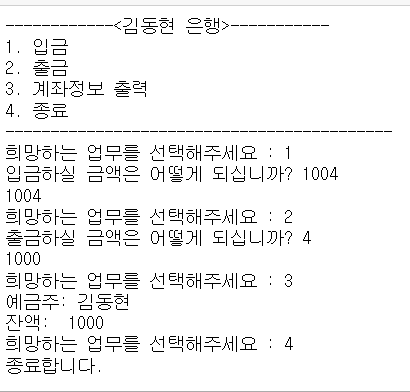 ------------<김동현 은행>-----------
1. 입금
2. 출금
3. 계좌정보 출력
4. 종료
-------------------------------------------
희망하는 업무를 선택해주세요 : 1
입금하실 금액은 어떻게 되십니까? 1004
1004
희망하는 업무를 선택해주세요 : 2
출금하실 금액은 어떻게 되십니까? 4
1000
희망하는 업무를 선택해주세요 : 3
예금주: 김동현
잔액:  1000
희망하는 업무를 선택해주세요 : 4
종료합니다.